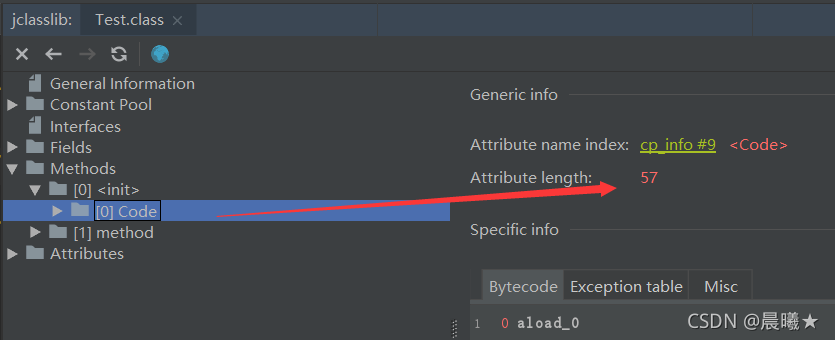 jclasslib: Test.class
General Information
Constant Pool
Interfaces
Fields
Methods
[0] <init>
[0] Code
[1] method
Attributes
Generic info
Attribute name index: cp_info #9 <Code>
Attribute length: 57
Specific info
Bytecode Exception table Misc
1 0 aload_0
CSDN @晨曦★